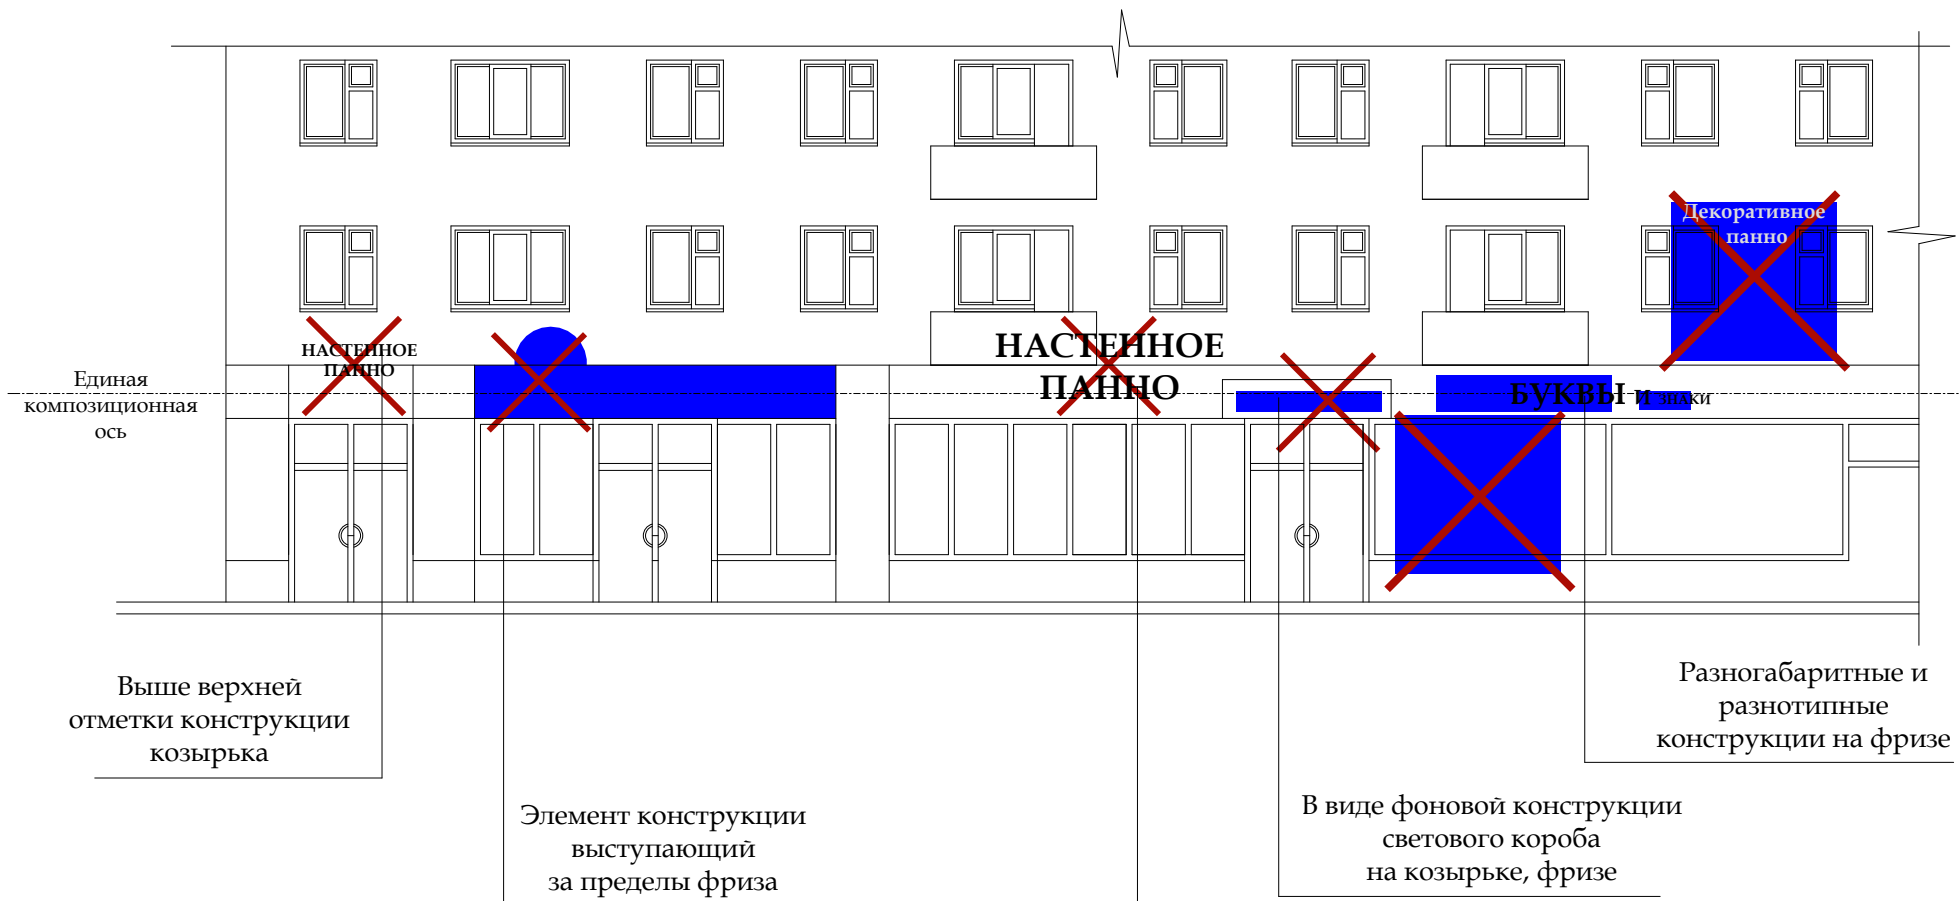 Декоративное
панно
НАСТЕННОЕ
ПАННО
НАСТЕННОЕ
ПАННО
БУКВЫ и знаки
Единая
композиционная
ось
Выше верхней
отметки конструкции
козырька
Элемент конструкции
выступающий
за пределы фриза
В виде фоновой конструкции
светового короба
на козырьке, фризе
Разногабаритные и
разнотипные
конструкции на фризе